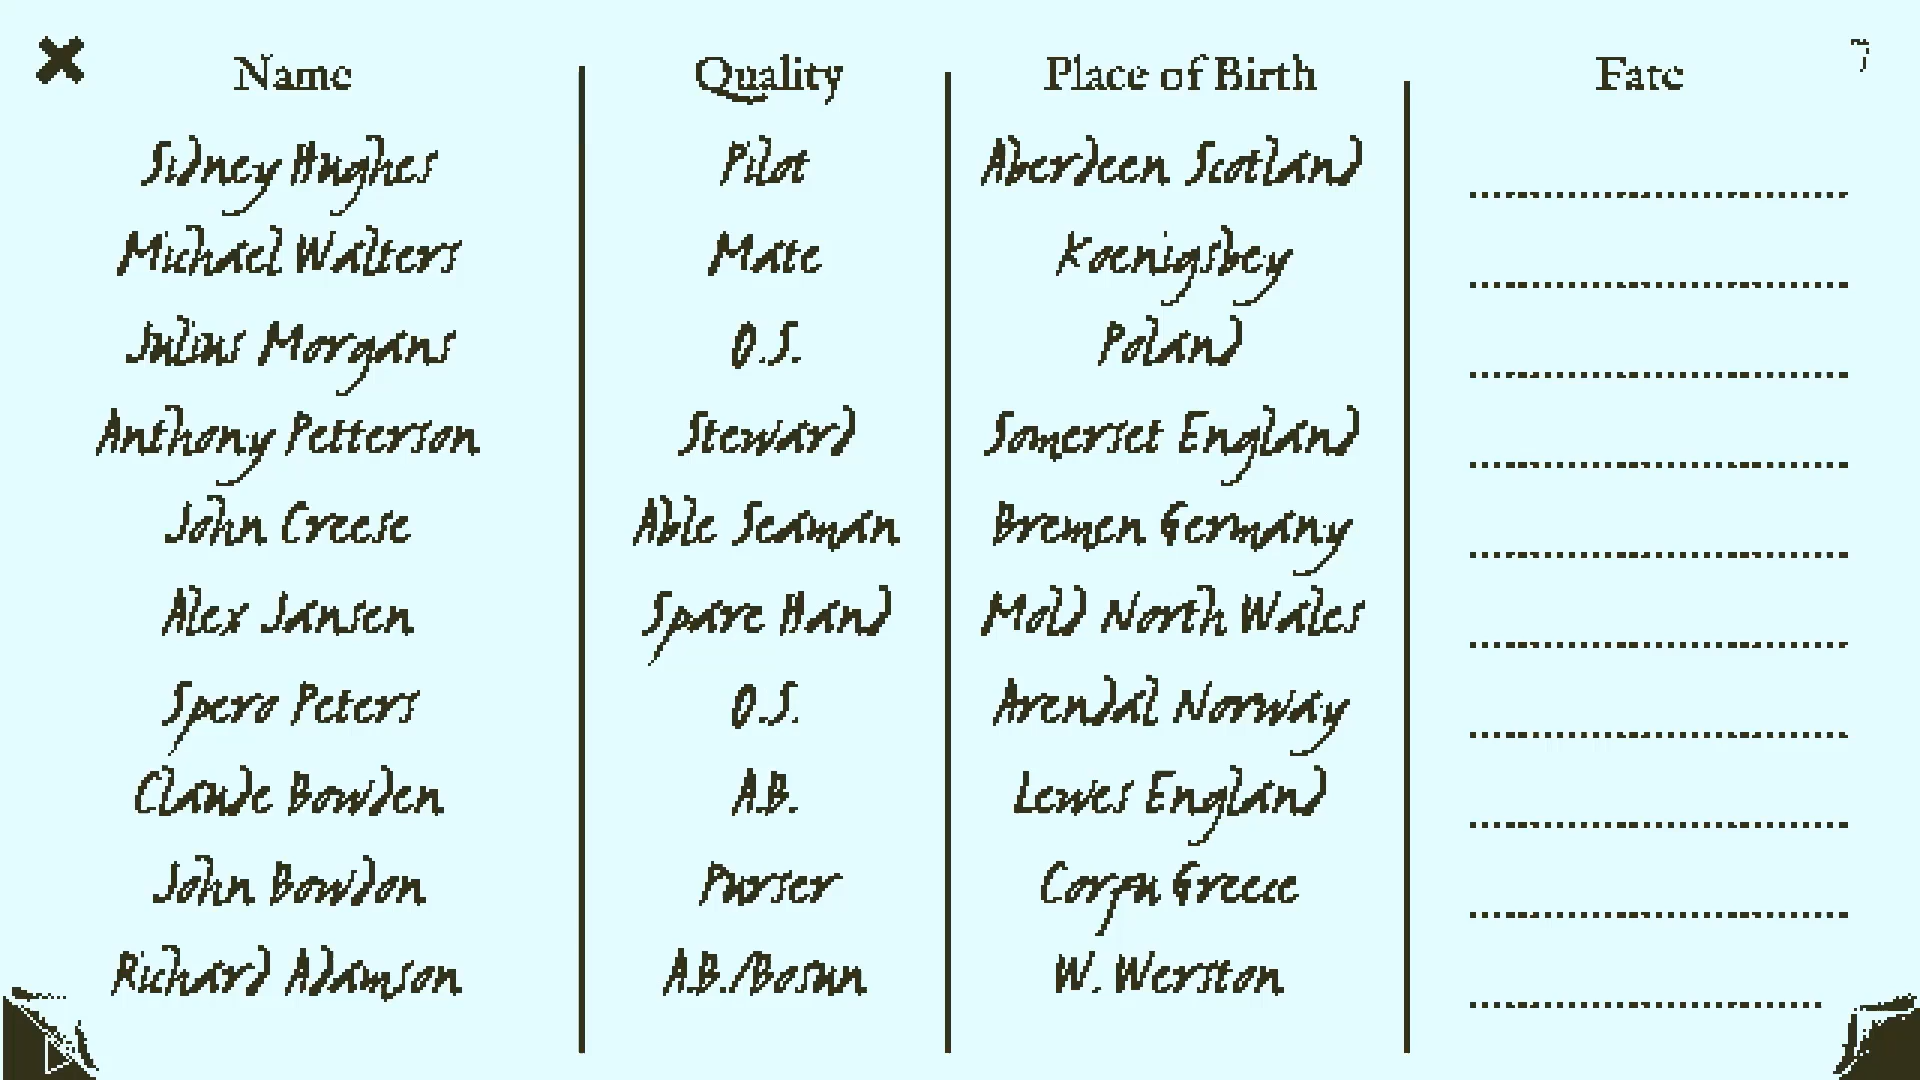 Name Quality Place of Birth Fate 7
Sidney Hughes Pilot Aberdeen Scotland
Michael Walters Mate Koenigsbey
Julius Morgans O.S. Poland
Anthony Petterson Steward Somerset England
John Creese Able Seaman Bremen Germany
Alex Jansen Spare Hand Mold North Wales
Spero Peters O.S. Arendal Norway
Claude Bowden A.B. Lewes England
John Bowdon Purser Corfu Greece
Richard Adamson A.B./Bosun W. Werston